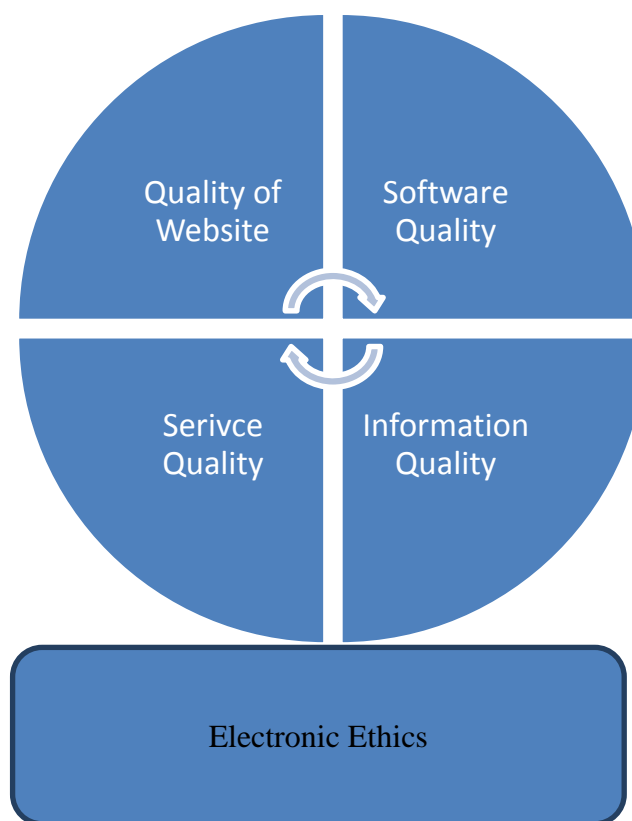 Quality of
Website
Software
Quality
Serivce
Quality
Information
Quality
Electronic Ethics